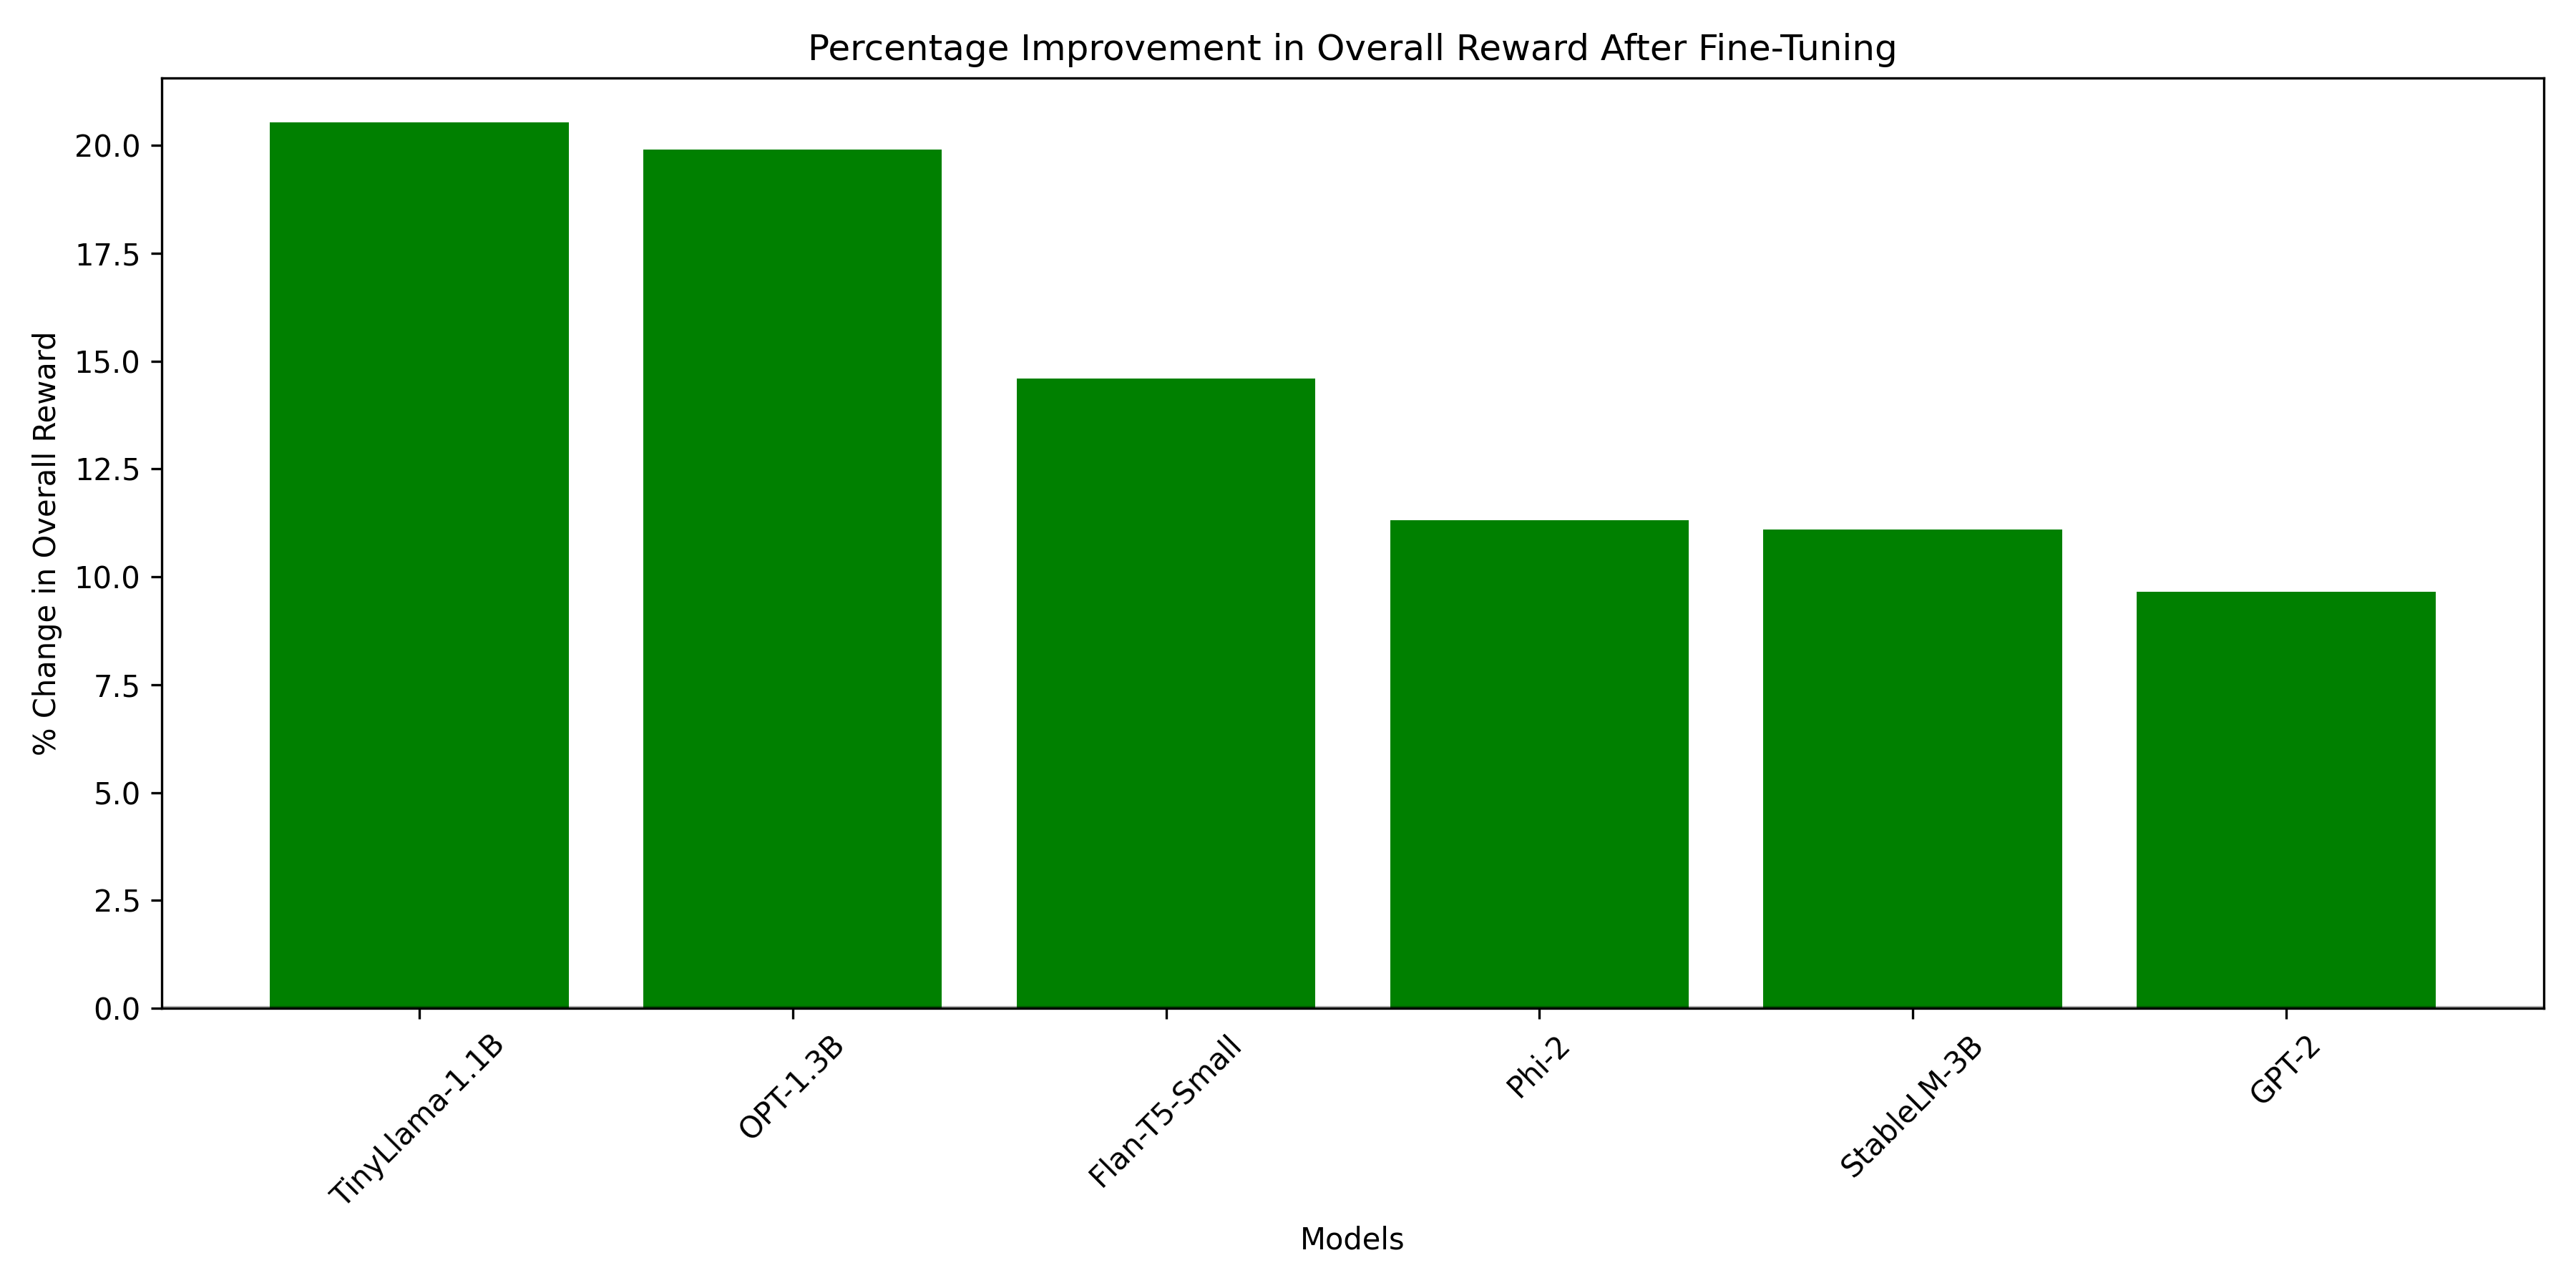 Percentage Improvement in Overall Reward After Fine-Tuning
% Change in Overall Reward
20.0
17.5
15.0
12.5
10.0
7.5
5.0
2.5
0.0
TinyLlama-1.1B
OPT-1.3B
Flan-T5-Small
Phi-2
StableLM-3B
GPT-2
Models